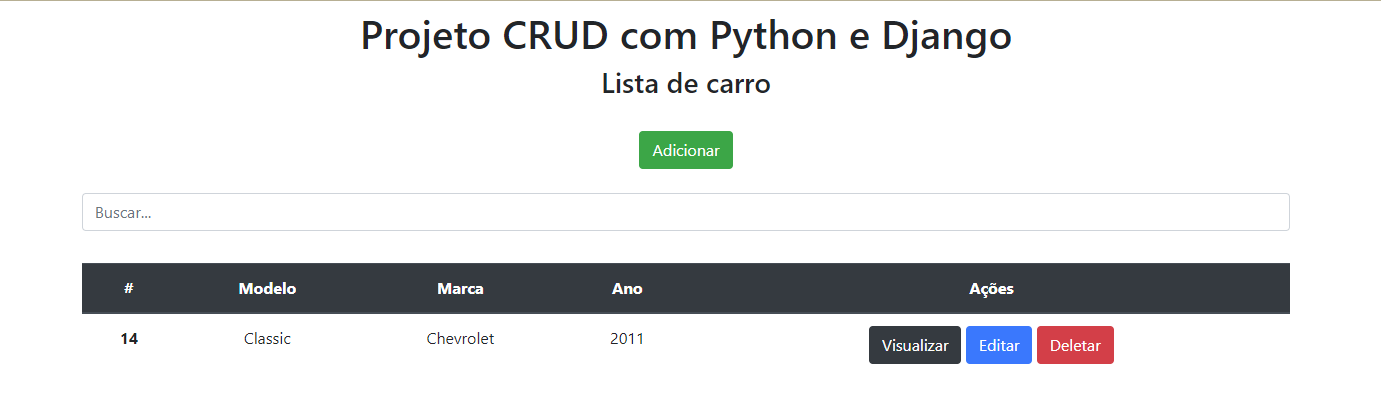 Projeto CRUD com Python e Django
Lista de carro
Adicionar
Buscar...
# Modelo Marca Ano Ações
14 Classic Chevrolet 2011 Visualizar Editar Deletar